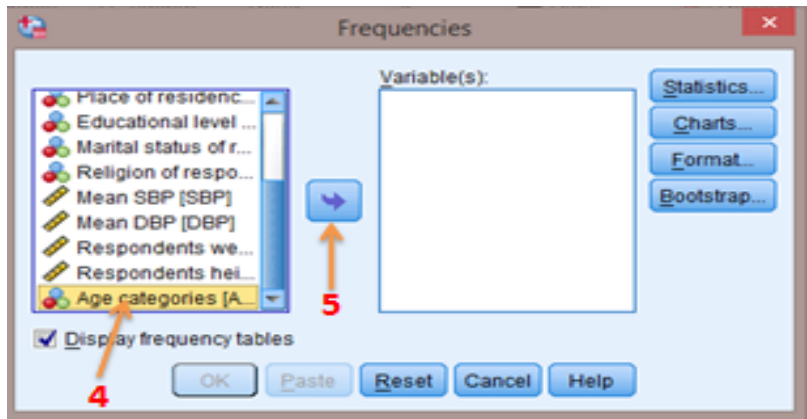 Frequencies
Variable(s):
Place of residenc...
Educational level ...
Marital status of r...
Religion of respo...
Mean SBP [SBP]
Mean DBP [DBP]
Respondents we...
Respondents hei...
Age categories [A...
Statistics...
Charts...
Format...
Bootstrap...
5
Display frequency tables
4
OK
Paste
Reset
Cancel
Help